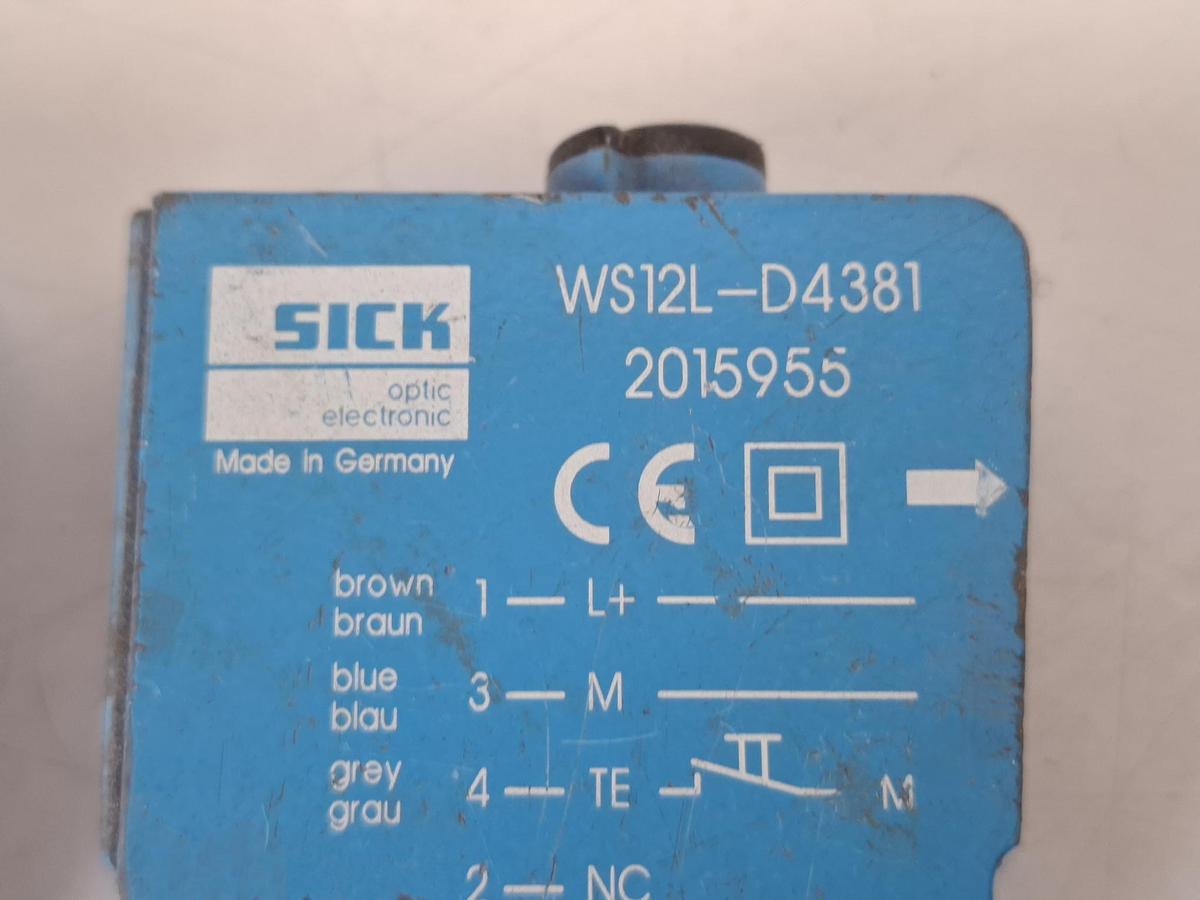 SICK
optic
electronic
Made in Germany
WS12L-D4381
2015955
CE
brown
braun
1 L+
blue
blau
3 M
grey
grau
4 TE M
2 NC